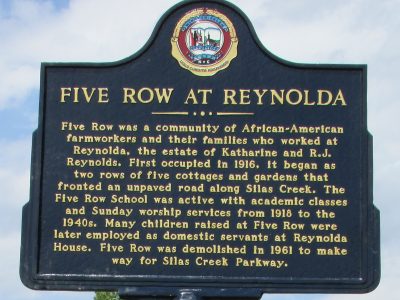 FIVE ROW AT REYNOLDA
Five Row was a community of African-American
farmworkers and their families who worked at
Reynolda, the estate of Katharine and R.J.
Reynolds. First occupied in 1916, it began as
two rows of five cottages and gardens that
fronted an unpaved road along Silas Creek. The
Five Row School was active with academic classes
and Sunday worship services from 1918 to the
1940s. Many children raised at Five Row were
later employed as domestic servants at Reynolda
House. Five Row was demolished in 1961 to make
way for Silas Creek Parkway.